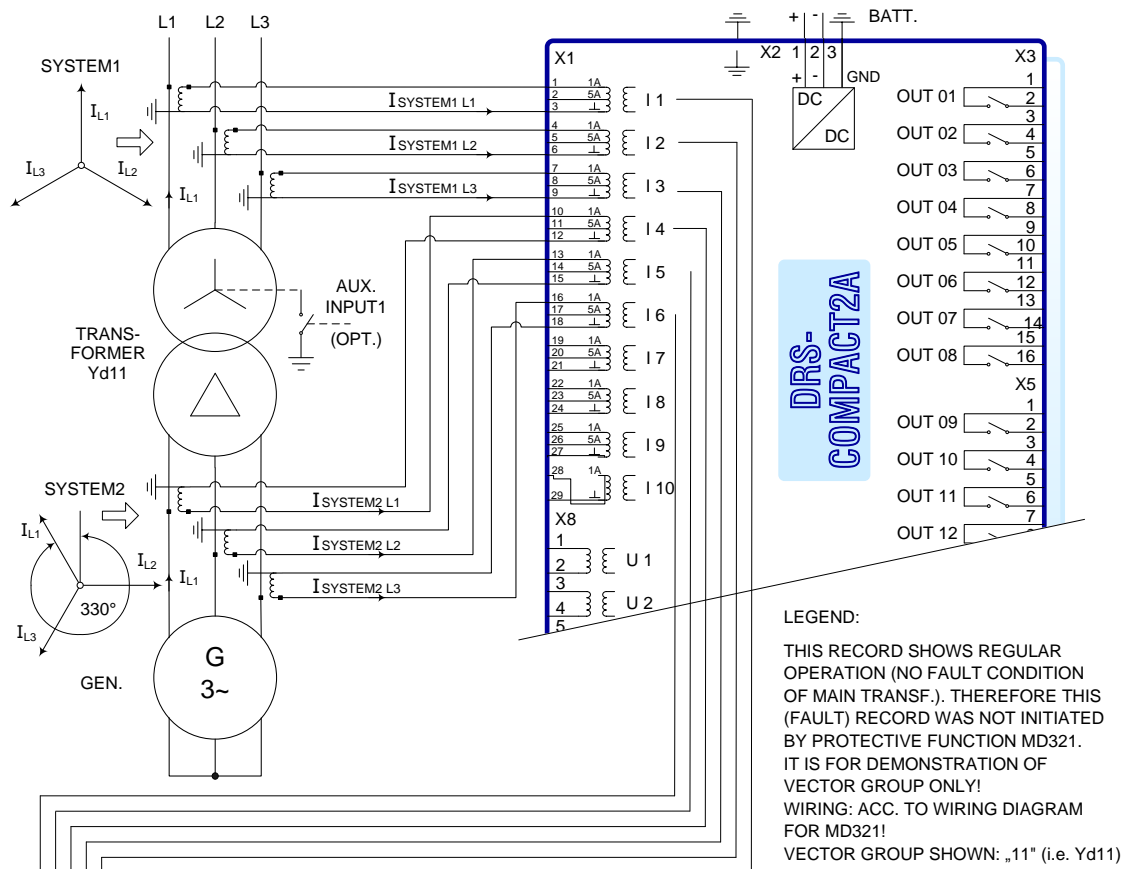 L1 L2 L3
SYSTEM1
IL1
IL3 IL2
IL1
TRANS-
FORMER
Yd11
AUX.
INPUT1
(OPT.)
SYSTEM2
IL1
IL2
IL3
330°
IL1
GEN.
G
3~
ISYSTEM1 L1
ISYSTEM1 L2
ISYSTEM1 L3
ISYSTEM2 L1
ISYSTEM2 L2
ISYSTEM2 L3
X1
1 1A
2 5A I 1
3
4 1A
5 5A I 2
6
7 1A
8 5A I 3
9
10 1A
11 5A I 4
12
13 1A
14 5A I 5
15
16 1A
17 5A I 6
18
19 1A
20 5A I 7
21
22 1A
23 5A I 8
24
25 1A
26 5A I 9
27
28 1A
I 10
29
X8
1
U 1
2
3
U 2
4
5
+ - BATT.
X2 1 2 3
+ - GND
DC
DC
DRS-
COMPACT2A
X3
1
OUT 01 2
3
OUT 02 4
5
OUT 03 6
7
OUT 04 8
9
OUT 05 10
11
OUT 06 12
13
OUT 07 14
15
OUT 08 16
X5
1
OUT 09 2
3
OUT 10 4
5
OUT 11 6
7
OUT 12
LEGEND:
THIS RECORD SHOWS REGULAR
OPERATION (NO FAULT CONDITION
OF MAIN TRANSF.). THEREFORE THIS
(FAULT) RECORD WAS NOT INITIATED
BY PROTECTIVE FUNCTION MD321.
IT IS FOR DEMONSTRATION OF
VECTOR GROUP ONLY!
WIRING: ACC. TO WIRING DIAGRAM
FOR MD321!
VECTOR GROUP SHOWN: „11" (i.e. Yd11)